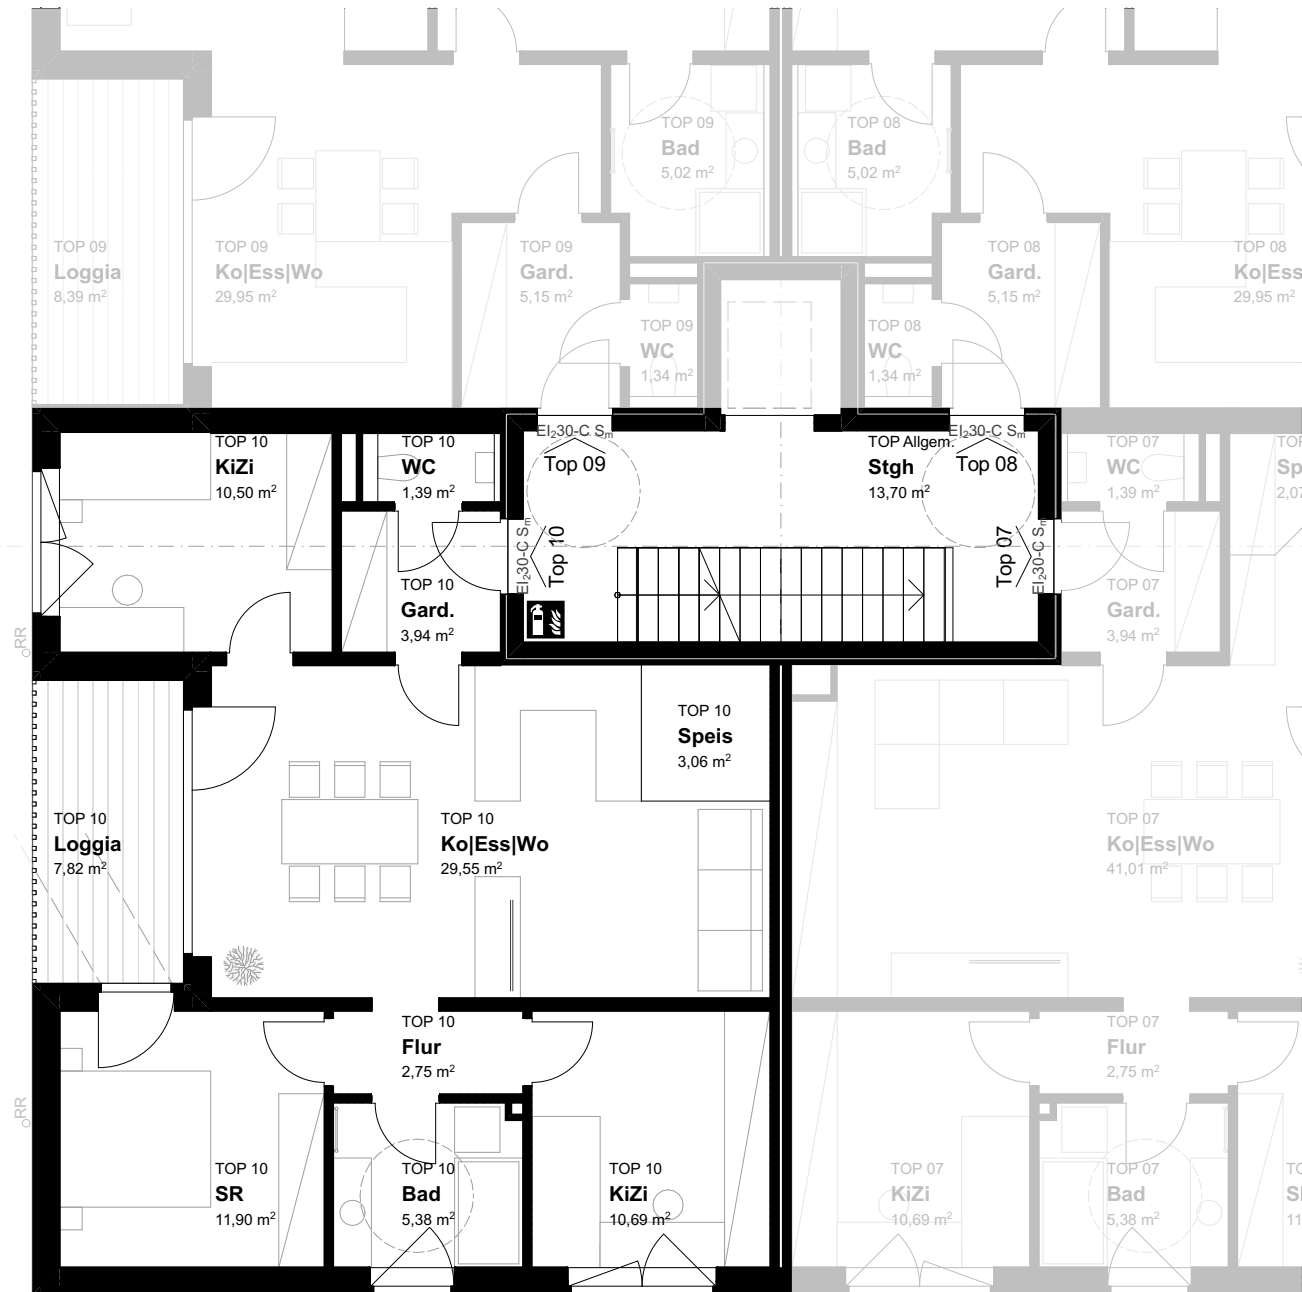 TOP 09
Bad
5,02 m²
TOP 08
Bad
5,02 m²
TOP 09
Loggia
8,39 m²
TOP 09
Ko|Ess|Wo
29,95 m²
TOP 09
Gard.
5,15 m²
TOP 08
Gard.
5,15 m²
TOP 08
Ko|Ess
29,95 m²
TOP 09
WC
1,34 m²
TOP 08
WC
1,34 m²
TOP 10
KiZi
10,50 m²
TOP 10
WC
1,39 m²
EI₂30-C Sₘ
Top 09
TOP Allgem.
Stgh
13,70 m²
EI₂30-C Sₘ
Top 08
TOP 07
WC
1,39 m²
TOP
Sp
2,07
EI₂30-C Sₘ
Top 10
Top 07
EI₂30-C Sₘ
TOP 10
Gard.
3,94 m²
TOP 07
Gard.
3,94 m²
RR
TOP 10
Speis
3,06 m²
TOP 10
Loggia
7,82 m²
TOP 10
Ko|Ess|Wo
29,55 m²
TOP 07
Ko|Ess|Wo
41,01 m²
TOP 10
Flur
2,75 m²
TOP 07
Flur
2,75 m²
RR
TOP 10
SR
11,90 m²
TOP 10
Bad
5,38 m²
TOP 10
KiZi
10,69 m²
TOP 07
KiZi
10,69 m²
TOP 07
Bad
5,38 m²